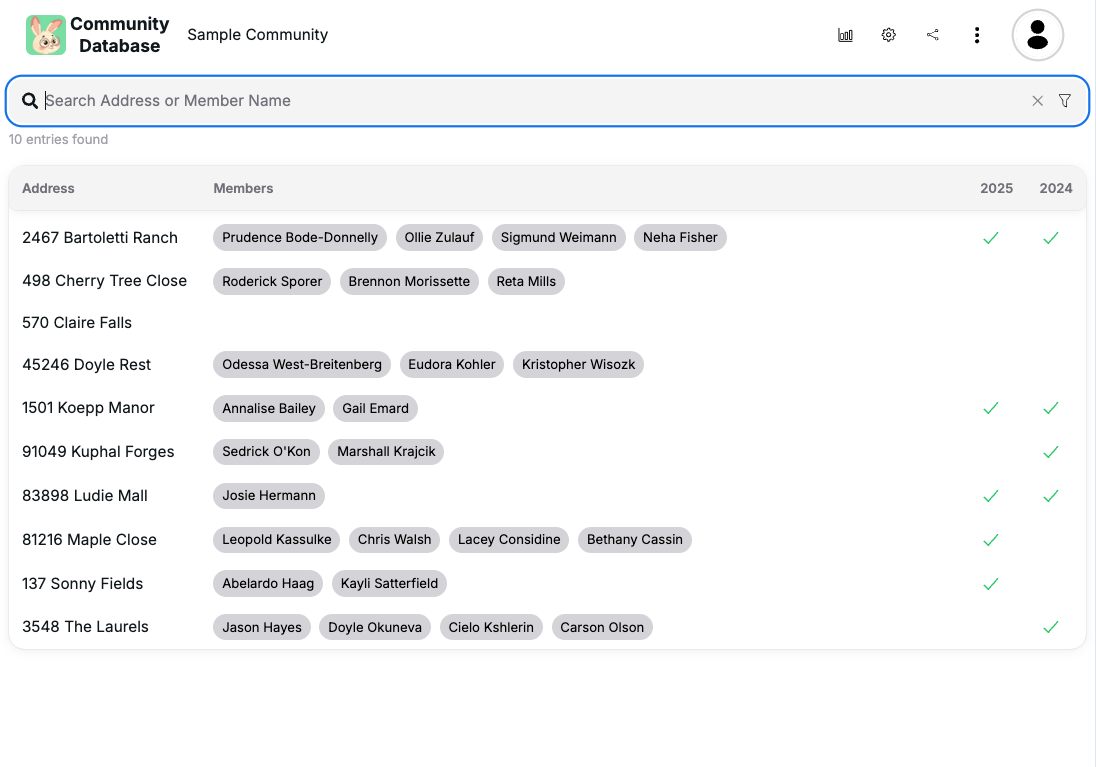 Community
Database
Sample Community
Search Address or Member Name
10 entries found
Address Members 2025 2024
2467 Bartoletti Ranch Prudence Bode-Donnelly Ollie Zulauf Sigmund Weimann Neha Fisher
498 Cherry Tree Close Roderick Sporer Brennon Morissette Reta Mills
570 Claire Falls
45246 Doyle Rest Odessa West-Breitenberg Eudora Kohler Kristopher Wisozk
1501 Koepp Manor Annalise Bailey Gail Emard
91049 Kuphal Forges Sedrick O'Kon Marshall Krajcik
83898 Ludie Mall Josie Hermann
81216 Maple Close Leopold Kassulke Chris Walsh Lacey Considine Bethany Cassin
137 Sonny Fields Abelardo Haag Kayli Satterfield
3548 The Laurels Jason Hayes Doyle Okuneva Cielo Kshlerin Carson Olson